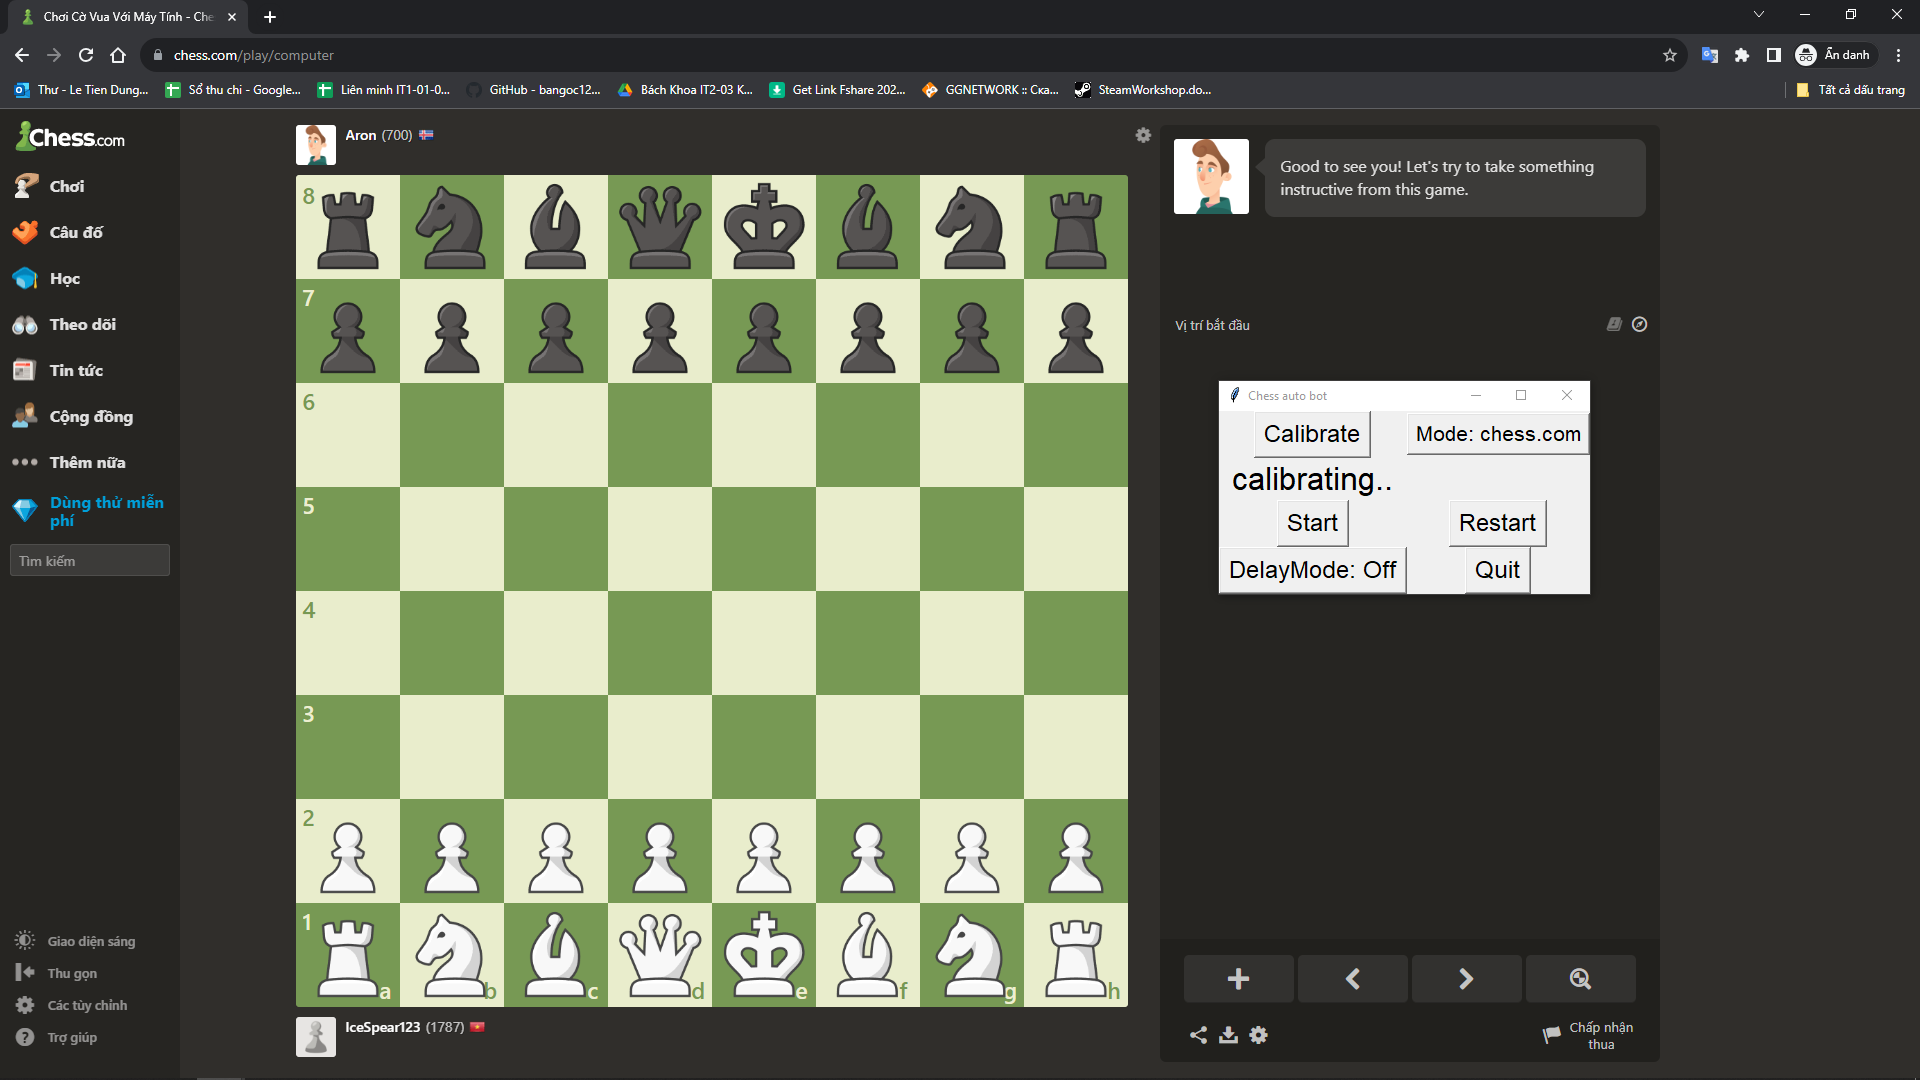 Chơi Cờ Vua Với Máy Tính - Che
chess.com/play/computer
Ẩn danh
Thư - Le Tien Dung...
Sổ thu chi - Google...
Liên minh IT1-01-0...
GitHub - bangoc12...
Bách Khoa IT2-03 K...
Get Link Fshare 202...
GGNETWORK :: Ска...
SteamWorkshop.do...
Tất cả dấu trang
Chess.com
Chơi
Câu đố
Học
Theo dõi
Tin tức
Cộng đồng
Thêm nữa
Dùng thử miễn
phí
Tìm kiếm
Giao diện sáng
Thu gọn
Các tùy chỉnh
Trợ giúp
Aron (700)
8
7
6
5
4
3
2
1
a b c d e f g h
IceSpear123 (1787)
Good to see you! Let's try to take something
instructive from this game.
Vị trí bắt đầu
Chess auto bot
Calibrate
Mode: chess.com
calibrating..
Start
Restart
DelayMode: Off
Quit
Chấp nhận
thua